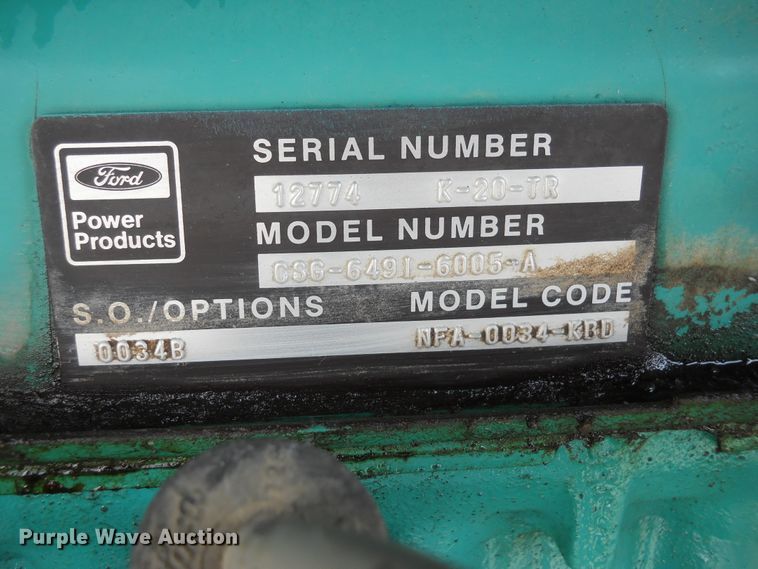 Ford
Power
Products
SERIAL NUMBER
12774 K-20-TR
MODEL NUMBER
CSG-649I-6005-A
S.O./OPTIONS MODEL CODE
0034B NFA-0034-KBD
Purple Wave Auction